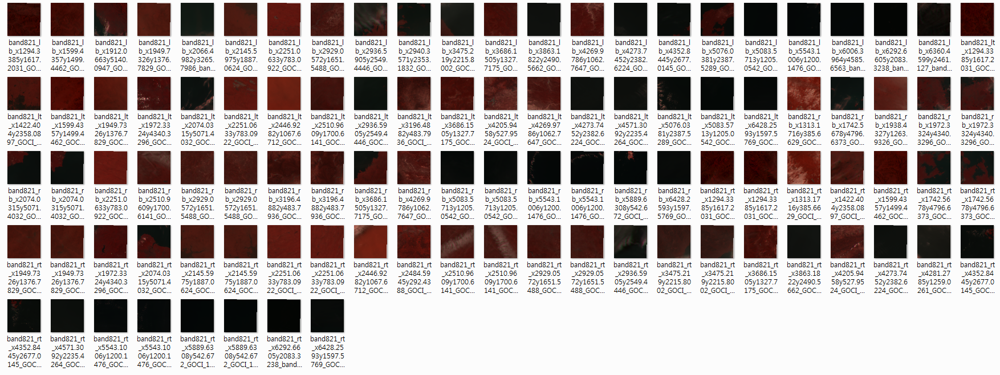 band821_l
b_x1294.3
385y1617.
2031_GO...
band821_l
b_x1599.4
357y1499.
4462_GO...
band821_l
b_x1912.0
663y5140.
0947_GO...
band821_l
b_x1949.7
326y1376.
7829_GO...
band821_l
b_x2066.4
982y3265.
7986_ban...
band821_l
b_x2145.5
975y1887.
0624_GO...
band821_l
b_x2251.0
633y783.0
922_GOC...
band821_l
b_x2929.0
572y1651.
5488_GO...
band821_l
b_x2936.5
905y2549.
4446_GO...
band821_l
b_x2940.3
571y2353.
1832_GO...
band821_l
b_x3475.2
19y2215.8
002_GOC...
band821_l
b_x3686.1
505y1327.
7175_GO...
band821_l
b_x3863.1
822y2490.
5662_GO...
band821_l
b_x4269.9
786y1062.
7647_GO...
band821_l
b_x4273.7
452y2382.
6224_GO...
band821_l
b_x4352.8
445y2677.
0145_GO...
band821_l
b_x5076.0
381y2387.
5289_GO...
band821_l
b_x5083.5
713y1205.
0542_GO...
band821_l
b_x5543.1
006y1200.
1476_GO...
band821_l
b_x6006.3
964y4585.
6563_ban...
band821_l
b_x6292.6
605y2083.
3238_ban...
band821_l
b_x6360.4
599y2461.
127_band...
band821_lt
_x1294.33
85y1617.2
031_GOC...
band821_lt
_x1422.40
44y2358.08
97_GOCI_...
band821_lt
_x1599.43
57y1499.4
462_GOC...
band821_lt
_x1949.73
26y1376.7
829_GOC...
band821_lt
_x1972.33
24y4340.3
296_GOC...
band821_lt
_x2074.03
15y5071.4
032_GOC...
band821_lt
_x2251.06
33y783.09
22_GOCI_...
band821_lt
_x2446.92
82y1067.6
712_GOC...
band821_lt
_x2510.96
09y1700.6
141_GOC...
band821_lt
_x2936.59
05y2549.4
446_GOC...
band821_lt
_x3196.48
82y483.79
36_GOCI_...
band821_lt
_x3686.15
05y1327.7
175_GOC...
band821_lt
_x4205.94
58y527.95
24_GOCI_...
band821_lt
_x4269.97
86y1062.7
647_GOC...
band821_lt
_x4273.74
52y2382.6
224_GOC...
band821_lt
_x4571.30
92y2235.4
264_GOC...
band821_lt
_x5076.03
81y2387.5
289_GOC...
band821_lt
_x5083.57
13y1205.0
542_GOC...
band821_lt
_x6428.25
93y1597.5
769_GOC...
band821_r
b_x1313.1
716y385.6
629_GOC...
band821_r
b_x1742.5
678y4796.
6373_GO...
band821_r
b_x1938.4
327y1263.
9326_GO...
band821_r
b_x1972.3
324y4340.
3296_GO...
band821_r
b_x1972.3
324y4340.
3296_GO...
band821_r
b_x2074.0
315y5071.
4032_GO...
band821_r
b_x2074.0
315y5071.
4032_GO...
band821_r
b_x2251.0
633y783.0
922_GOC...
band821_r
b_x2510.9
609y1700.
6141_GO...
band821_r
b_x2929.0
572y1651.
5488_GO...
band821_r
b_x2929.0
572y1651.
5488_GO...
band821_r
b_x3196.4
882y483.7
936_GOC...
band821_r
b_x3196.4
882y483.7
936_GOC...
band821_r
b_x3686.1
505y1327.
7175_GO...
band821_r
b_x4269.9
786y1062.
7647_GO...
band821_r
b_x5083.5
713y1205.
0542_GO...
band821_r
b_x5083.5
713y1205.
0542_GO...
band821_r
b_x5543.1
006y1200.
1476_GO...
band821_r
b_x5543.1
006y1200.
1476_GO...
band821_r
b_x5889.6
308y542.6
72_GOCI_...
band821_r
b_x6428.2
593y1597.
5769_GO...
band821_rt
_x1294.33
85y1617.2
031_GOC...
band821_rt
_x1294.33
85y1617.2
031_GOC...
band821_rt
_x1313.17
16y385.66
29_GOCI_...
band821_rt
_x1422.40
4y2358.08
97_GOCI_...
band821_rt
_x1599.43
57y1499.4
462_GOC...
band821_rt
_x1742.56
78y4796.6
373_GOC...
band821_rt
_x1742.56
78y4796.6
373_GOC...
band821_rt
_x1949.73
26y1376.7
829_GOC...
band821_rt
_x1949.73
26y1376.7
829_GOC...
band821_rt
_x1972.33
24y4340.3
296_GOC...
band821_rt
_x2074.03
15y5071.4
032_GOC...
band821_rt
_x2145.59
75y1887.0
624_GOC...
band821_rt
_x2145.59
75y1887.0
624_GOC...
band821_rt
_x2251.06
33y783.09
22_GOCI_...
band821_rt
_x2251.06
33y783.09
22_GOCI_...
band821_rt
_x2446.92
82y1067.6
712_GOC...
band821_rt
_x2484.59
45y292.43
88_GOCI_...
band821_rt
_x2510.96
09y1700.6
141_GOC...
band821_rt
_x2510.96
09y1700.6
141_GOC...
band821_rt
_x2929.05
72y1651.5
488_GOC...
band821_rt
_x2929.05
72y1651.5
488_GOC...
band821_rt
_x2936.59
05y2549.4
446_GOC...
band821_rt
_x3475.21
9y2215.80
02_GOCI_...
band821_rt
_x3475.21
9y2215.80
02_GOCI_...
band821_rt
_x3686.15
05y1327.7
175_GOC...
band821_rt
_x3863.18
22y2490.5
662_GOC...
band821_rt
_x4205.94
58y527.95
24_GOCI_...
band821_rt
_x4273.74
52y2382.6
224_GOC...
band821_rt
_x4281.27
85y1259.0
261_GOC...
band821_rt
_x4352.84
45y2677.0
145_GOC...
band821_rt
_x4352.84
45y2677.0
145_GOC...
band821_rt
_x4571.30
92y2235.4
264_GOC...
band821_rt
_x5543.10
06y1200.1
476_GOC...
band821_rt
_x5543.10
06y1200.1
476_GOC...
band821_rt
_x5889.63
08y542.67
2_GOCI_1...
band821_rt
_x5889.63
08y542.67
2_GOCI_1...
band821_rt
_x6292.66
05y2083.3
238_band...
band821_rt
_x6428.25
93y1597.5
769_GOC...